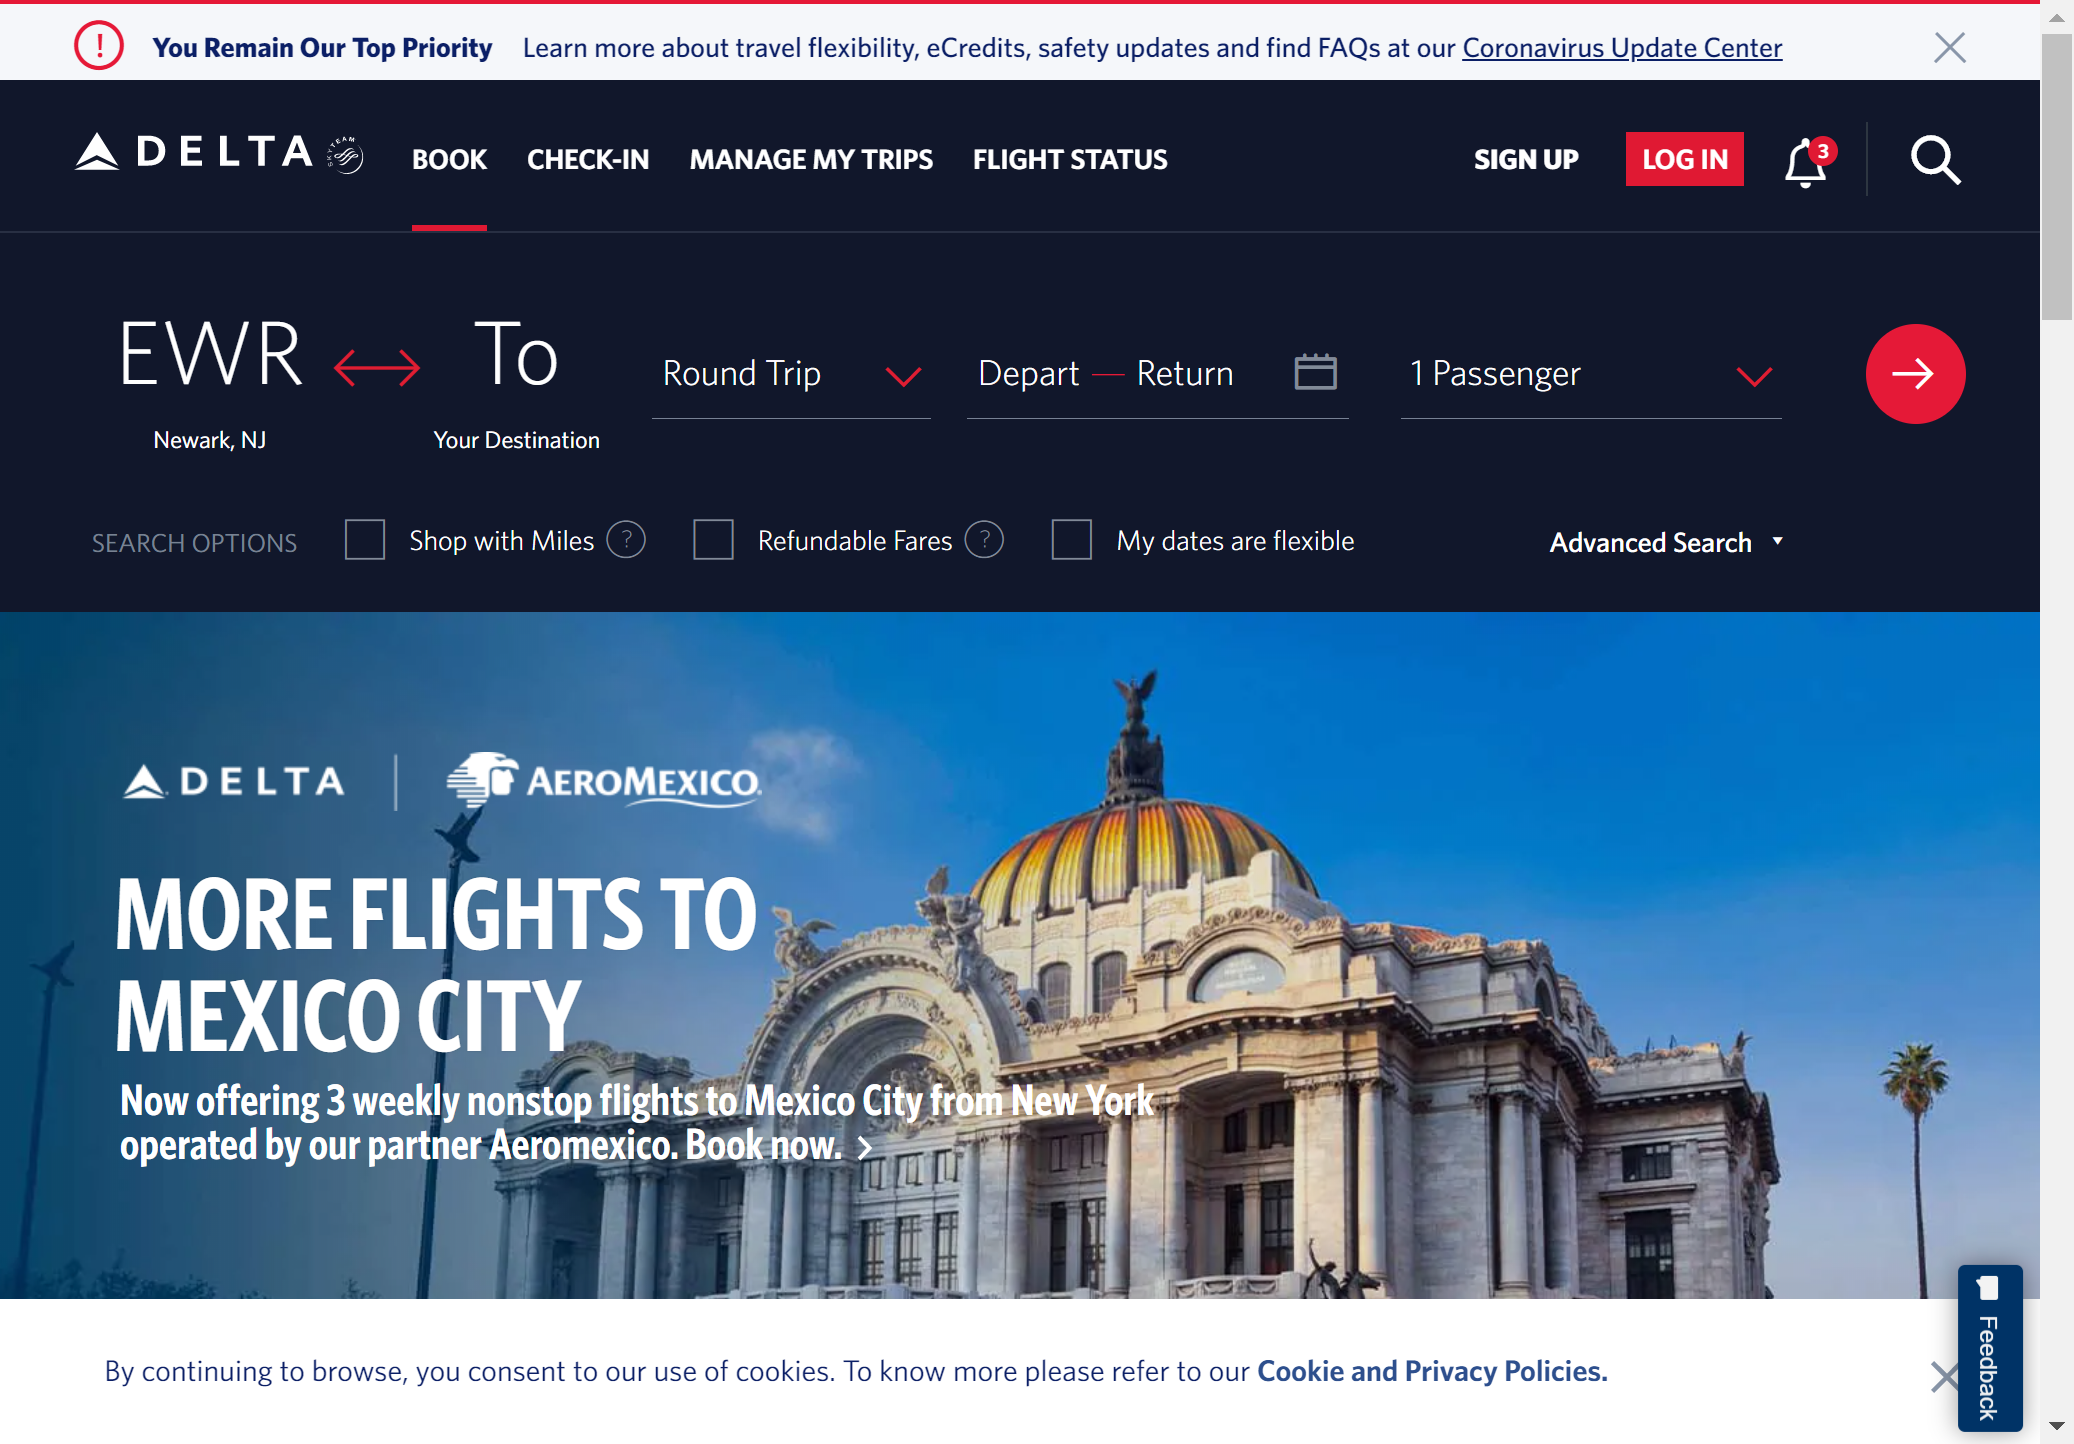 You Remain Our Top Priority Learn more about travel flexibility, eCredits, safety updates and find FAQs at our Coronavirus Update Center
DELTA SKYTEAM BOOK CHECK-IN MANAGE MY TRIPS FLIGHT STATUS SIGN UP LOG IN 3
EWR To
Round Trip Depart — Return 1 Passenger
Newark, NJ Your Destination
SEARCH OPTIONS Shop with Miles ? Refundable Fares ? My dates are flexible Advanced Search
DELTA AEROMEXICO.
MORE FLIGHTS TO
MEXICO CITY
Now offering 3 weekly nonstop flights to Mexico City from New York
operated by our partner Aeromexico. Book now.
By continuing to browse, you consent to our use of cookies. To know more please refer to our Cookie and Privacy Policies.
Feedback